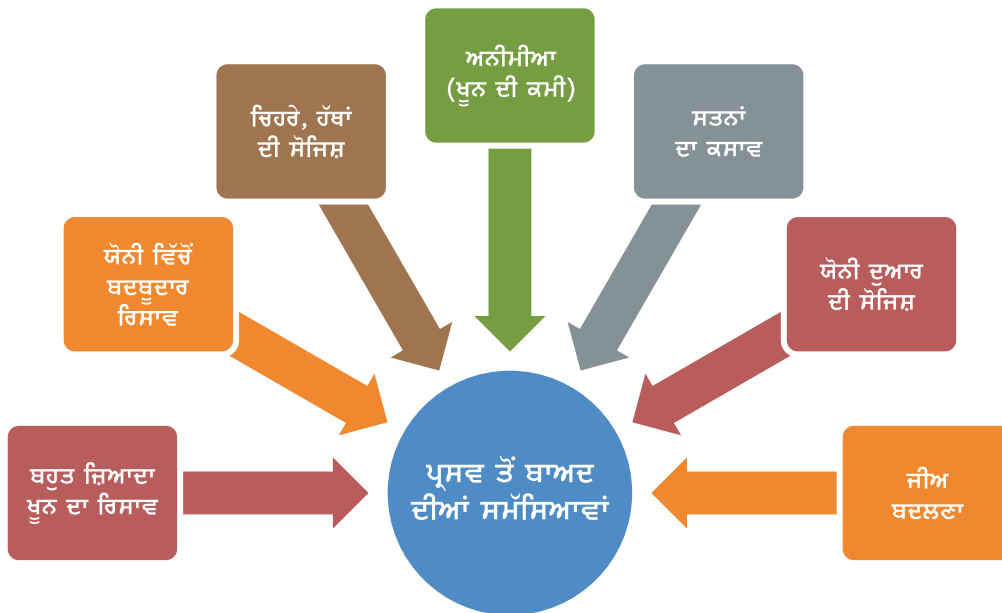 ਅਨੀਮੀਆ
(ਖੂਨ ਦੀ ਕਮੀ)
ਚਿਹਰੇ, ਹੱਥਾਂ
ਦੀ ਸੋਜਿਸ਼
ਸਤਨਾਂ
ਦਾ ਕਸਾਵ
ਯੋਨੀ ਵਿੱਚੋਂ
ਬਦਬੂਦਾਰ
ਰਿਸਾਵ
ਯੋਨੀ ਦੁਆਰ
ਦੀ ਸੋਜਿਸ਼
ਬਹੁਤ ਜ਼ਿਆਦਾ
ਖੂਨ ਦਾ ਰਿਸਾਵ
ਪ੍ਰਸਵ ਤੋਂ ਬਾਅਦ
ਦੀਆਂ ਸਮੱਸਿਆਵਾਂ
ਜੀਅ
ਬਦਲਣਾ